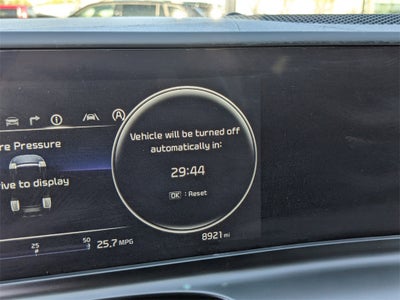 re Pressure
ive to display
Vehicle will be turned off
automatically in:
29:44
OK : Reset
25 50
25.7 MPG
8921 mi